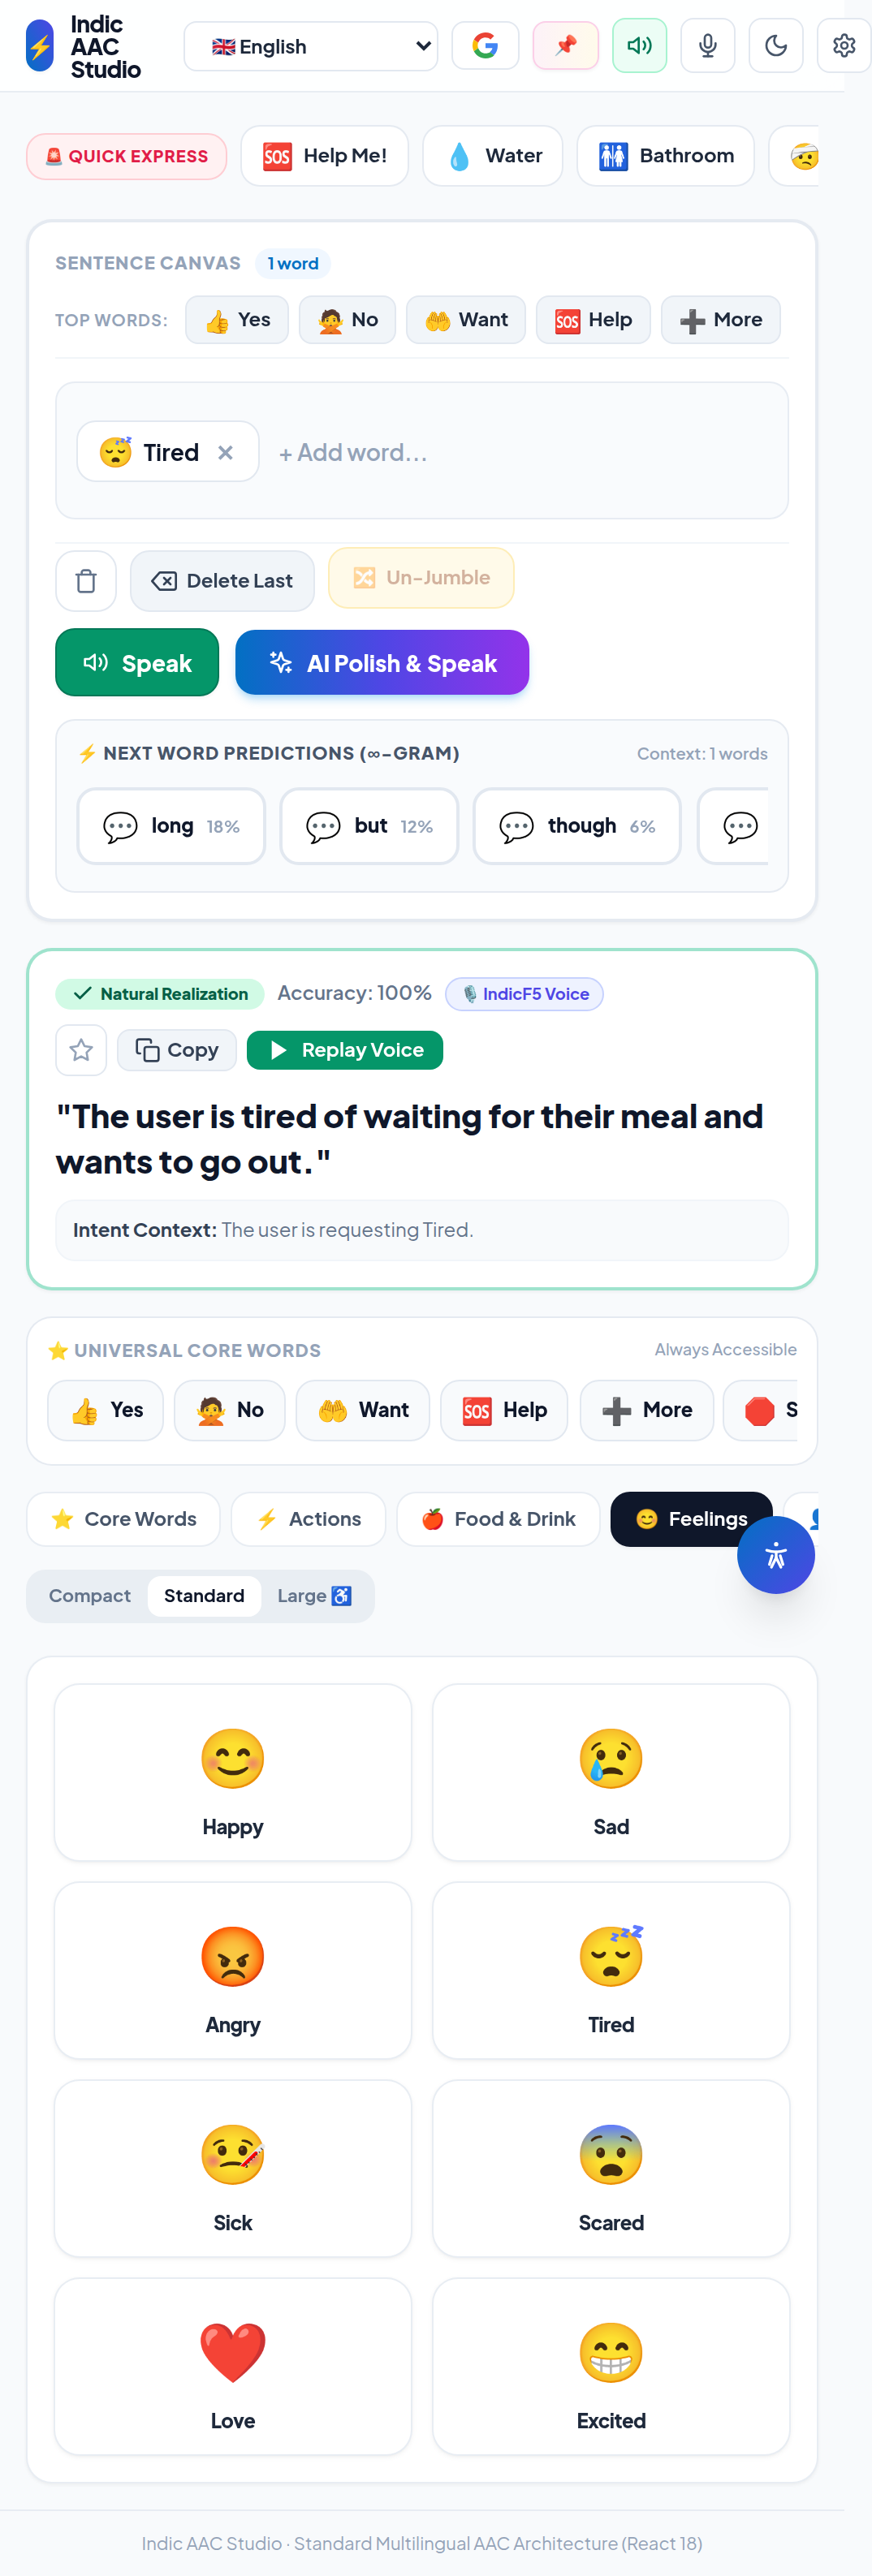 Indic
AAC
Studio
English
QUICK EXPRESS
SOS Help Me!
Water
Bathroom
SENTENCE CANVAS
1 word
TOP WORDS:
Yes
No
Want
SOS Help
More
Tired ×
+ Add word...
Delete Last
Un-Jumble
Speak
AI Polish & Speak
NEXT WORD PREDICTIONS (∞-GRAM)
Context: 1 words
long 18%
but 12%
though 6%
Natural Realization
Accuracy: 100%
IndicF5 Voice
Copy
Replay Voice
"The user is tired of waiting for their meal and
wants to go out."
Intent Context: The user is requesting Tired.
UNIVERSAL CORE WORDS
Always Accessible
Yes
No
Want
SOS Help
More
S
Core Words
Actions
Food & Drink
Feelings
Compact
Standard
Large
Happy
Sad
Angry
Tired
Sick
Scared
Love
Excited
Indic AAC Studio · Standard Multilingual AAC Architecture (React 18)